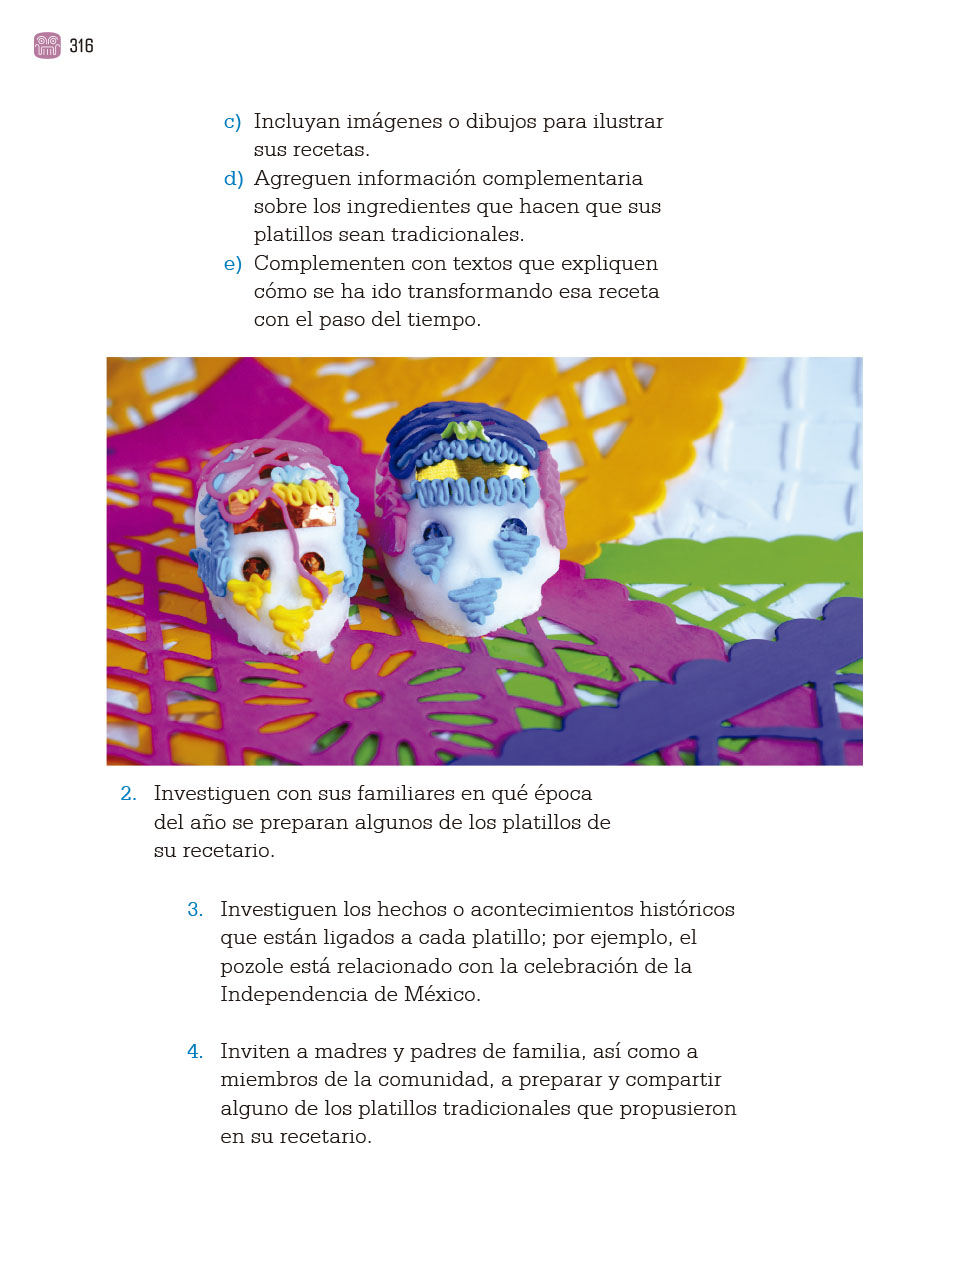 316
c) Incluyan imágenes o dibujos para ilustrar
sus recetas.
d) Agreguen información complementaria
sobre los ingredientes que hacen que sus
platillos sean tradicionales.
e) Complementen con textos que expliquen
cómo se ha ido transformando esa receta
con el paso del tiempo.
2. Investiguen con sus familiares en qué época
del año se preparan algunos de los platillos de
su recetario.
3. Investiguen los hechos o acontecimientos históricos
que están ligados a cada platillo; por ejemplo, el
pozole está relacionado con la celebración de la
Independencia de México.
4. Inviten a madres y padres de familia, así como a
miembros de la comunidad, a preparar y compartir
alguno de los platillos tradicionales que propusieron
en su recetario.